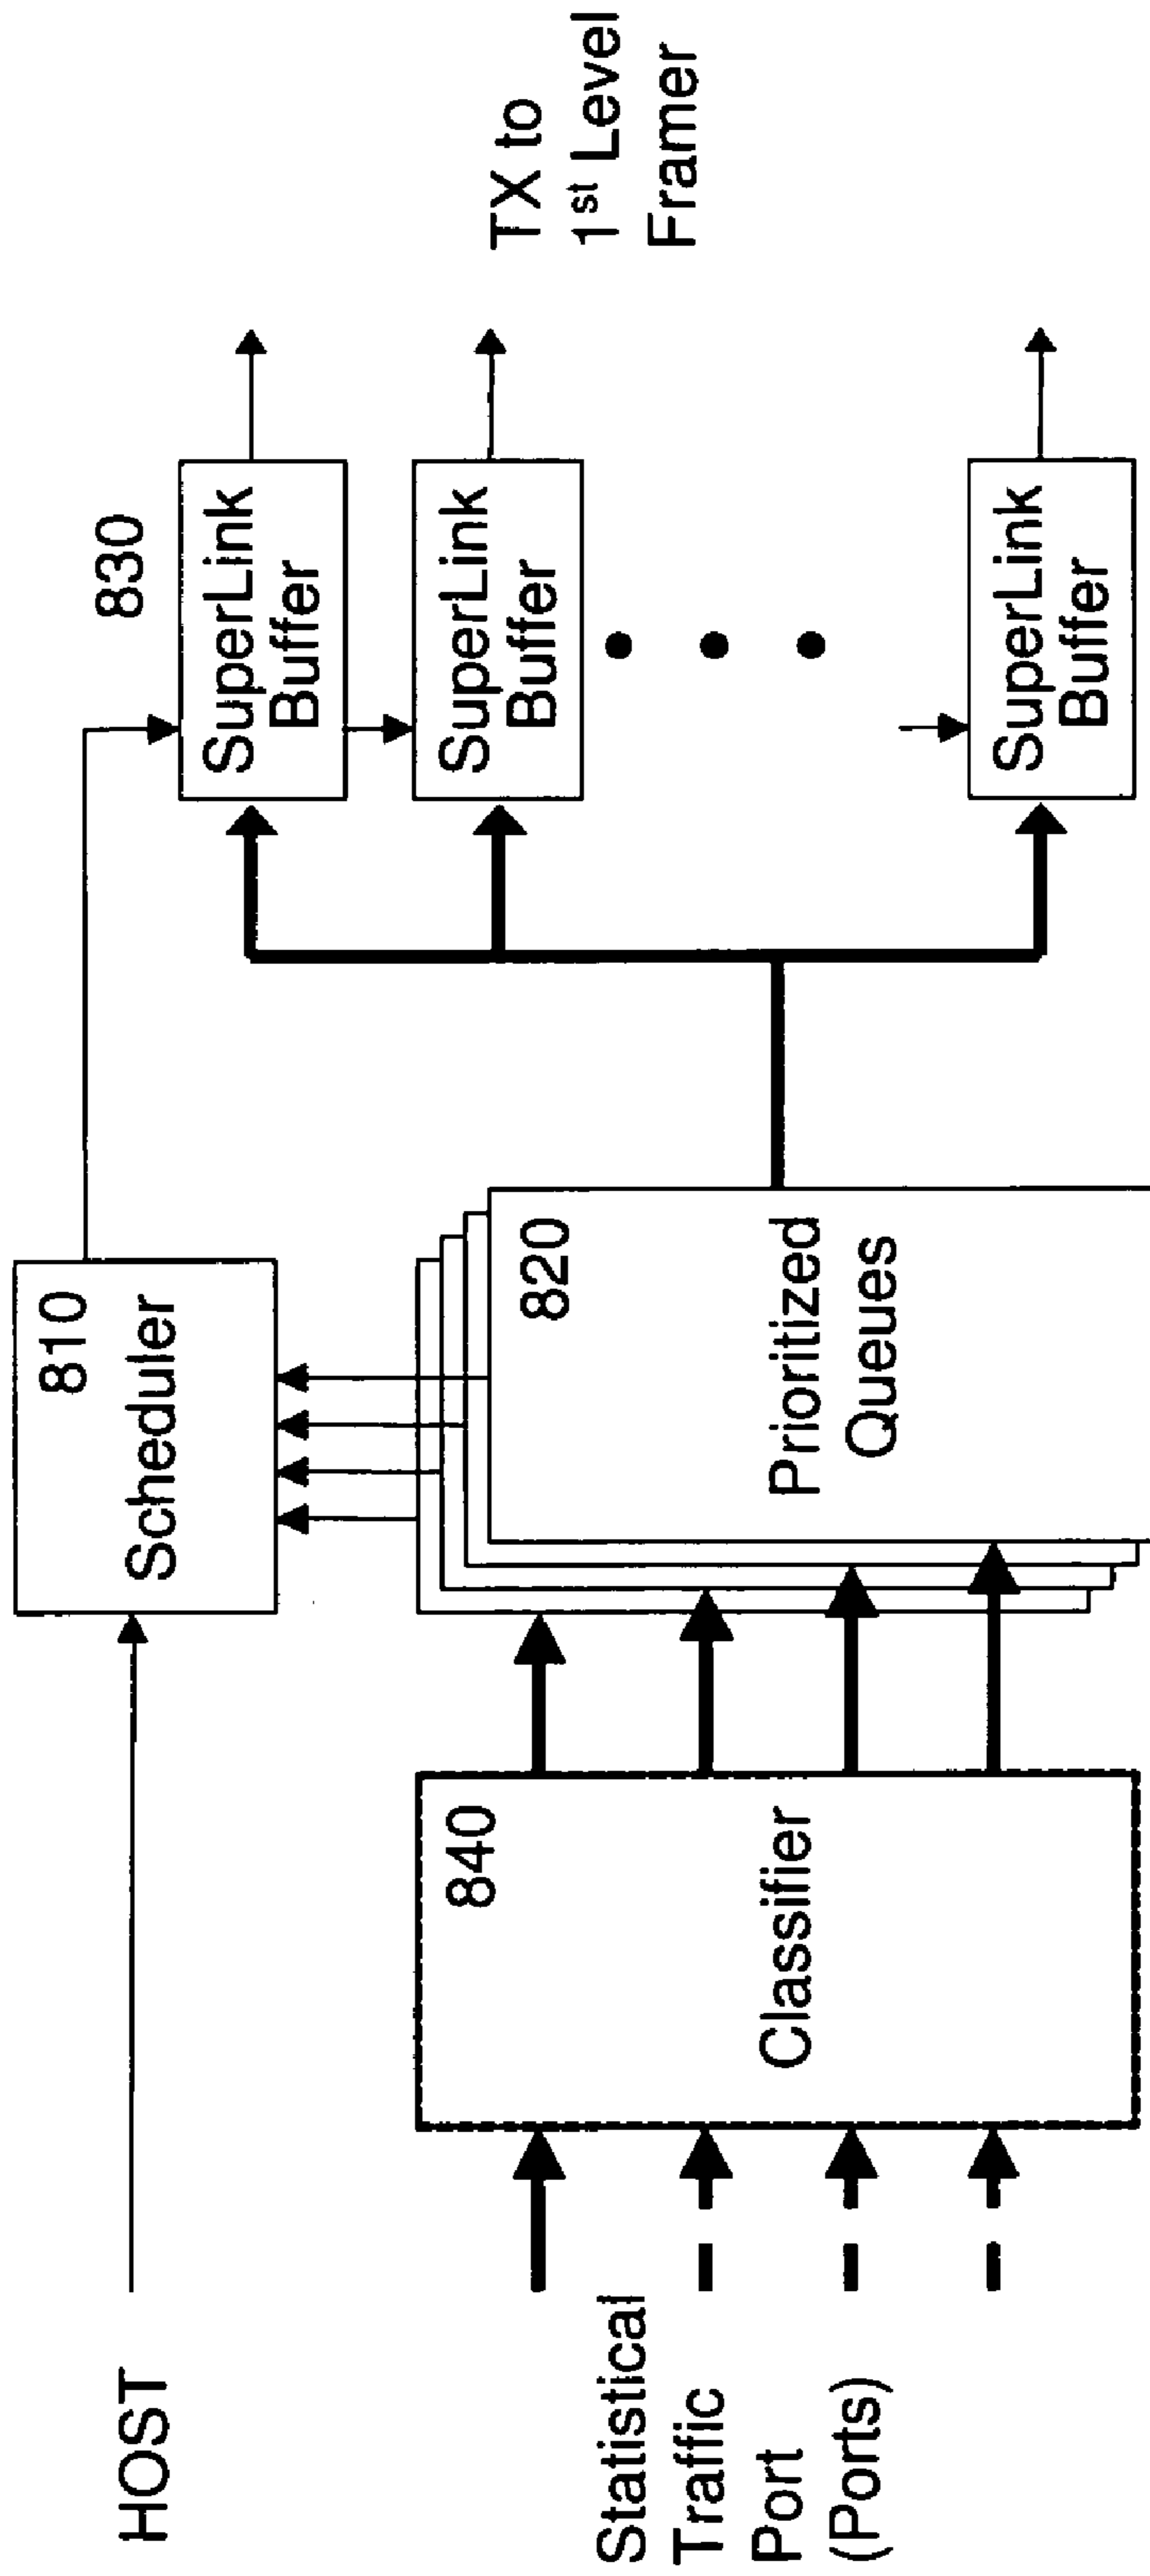 HOST
810
Scheduler
830
SuperLink
Buffer
SuperLink
Buffer
SuperLink
Buffer
TX to
1st Level
Framer
Statistical
Traffic
Port
(Ports)
840
Classifier
820
Prioritized
Queues